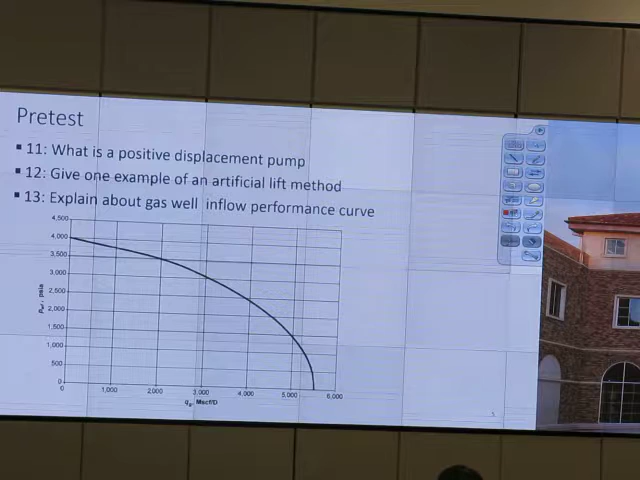 Pretest
▪ 11: What is a positive displacement pump
▪ 12: Give one example of an artificial lift method
▪ 13: Explain about gas well inflow performance curve
4,500
4,000
3,500
3,000
2,500
2,000
1,500
1,000
500
0
Pwf, psia
0 1,000 2,000 3,000 4,000 5,000 6,000
qg, Mscf/D
5